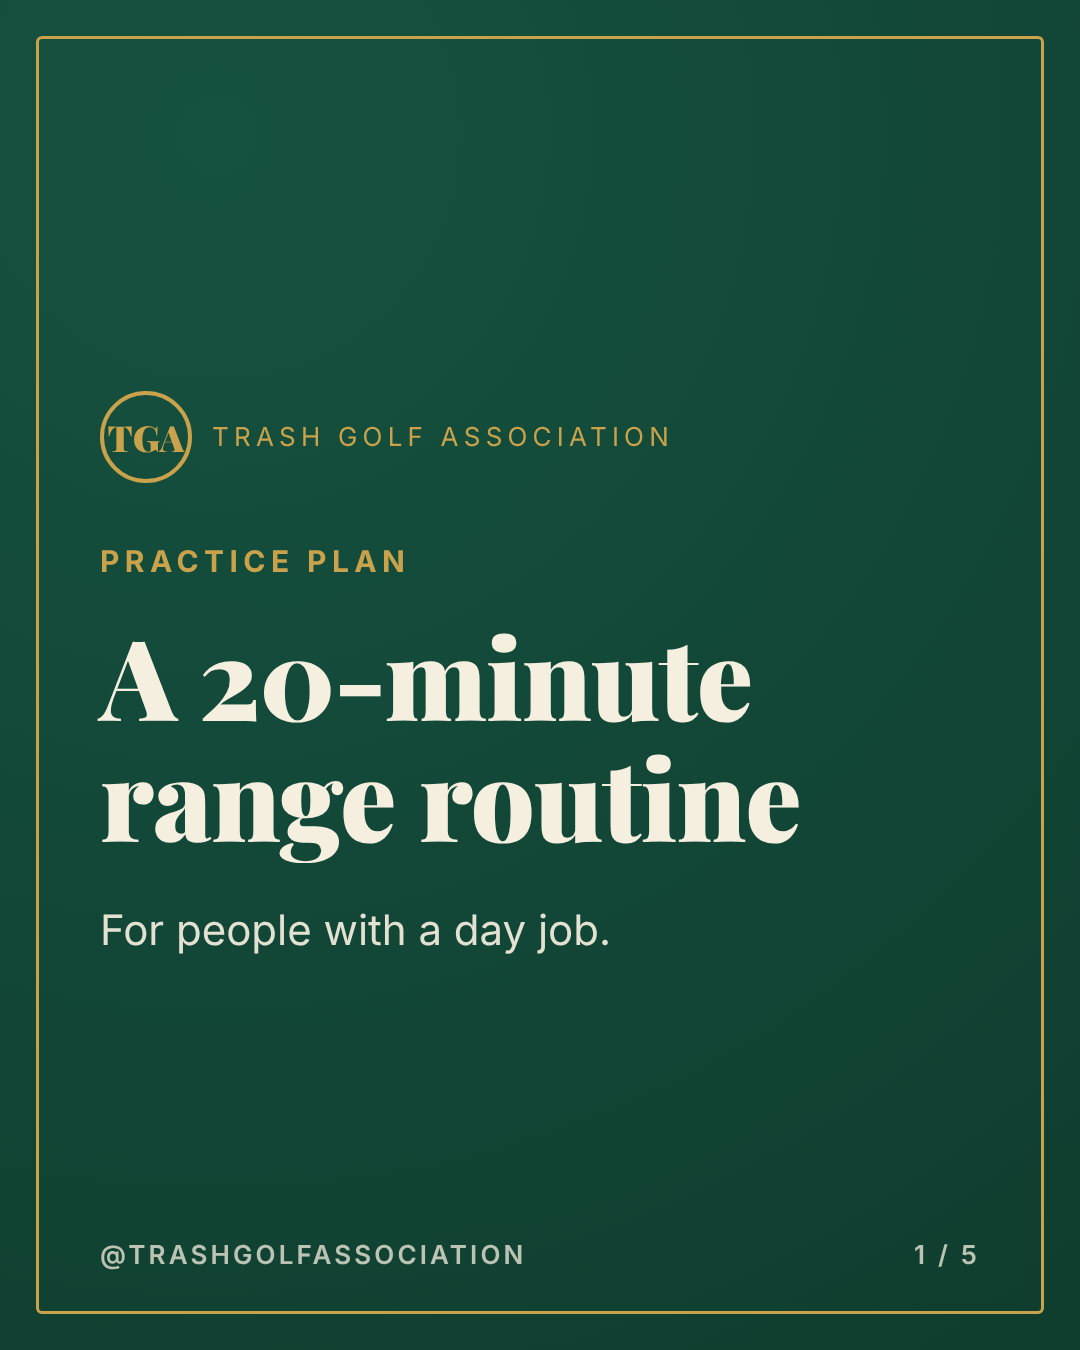 TGA
TRASH GOLF ASSOCIATION
PRACTICE PLAN
A 20-minute
range routine
For people with a day job.
@TRASHGOLFASSOCIATION
1 / 5